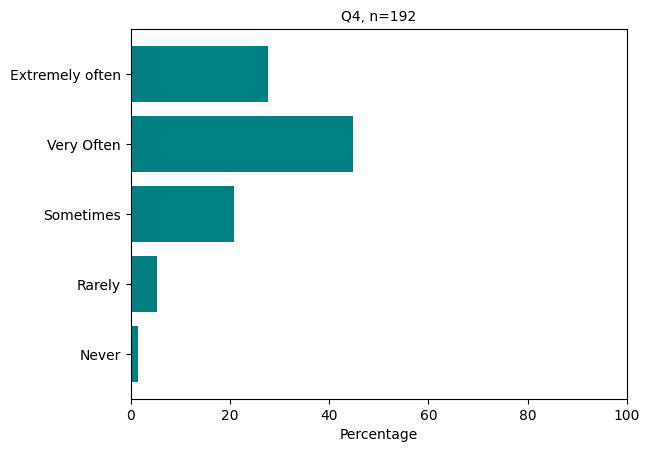 Q4, n=192
Extremely often
Very Often
Sometimes
Rarely
Never
0 20 40 60 80 100
Percentage